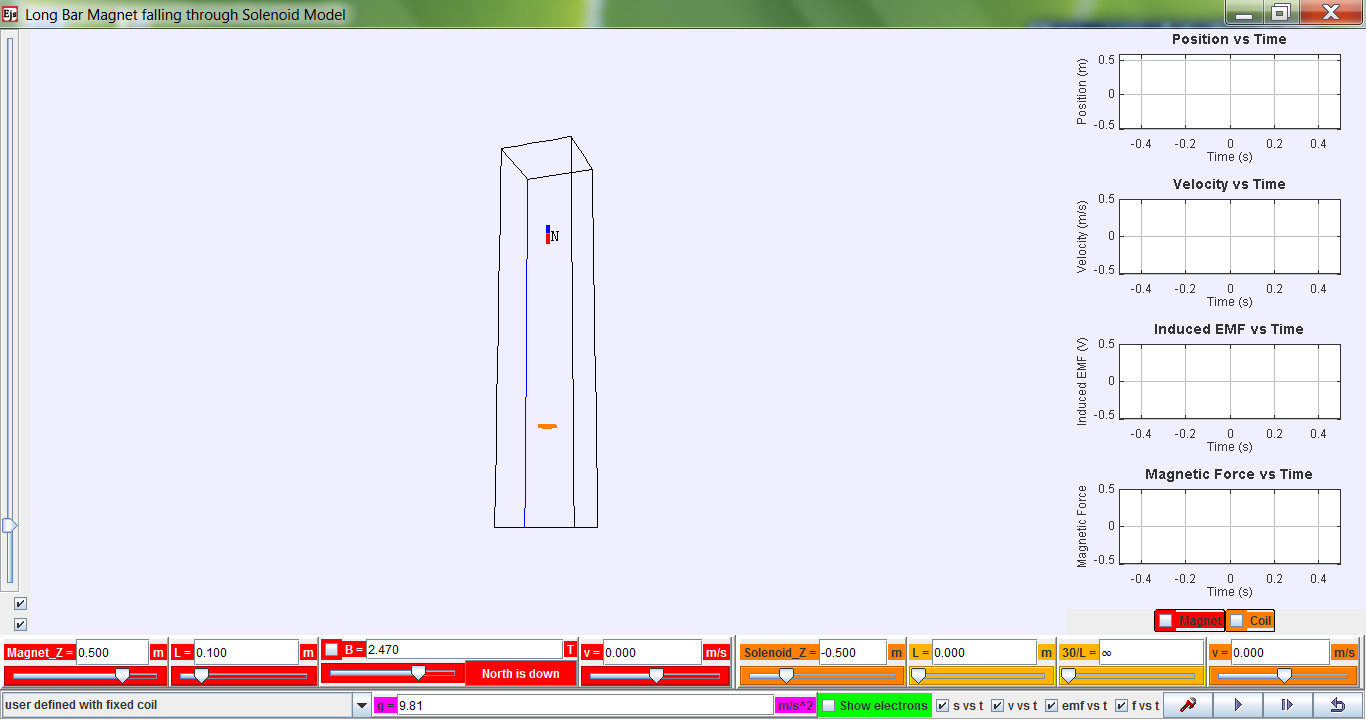 Ejs Long Bar Magnet falling through Solenoid Model
Position vs Time
Position (m)
0.5
0
-0.5
-0.4 -0.2 0 0.2 0.4
Time (s)
Velocity vs Time
Velocity (m/s)
0.5
0
-0.5
-0.4 -0.2 0 0.2 0.4
Time (s)
Induced EMF vs Time
Induced EMF (V)
0.5
0
-0.5
-0.4 -0.2 0 0.2 0.4
Time (s)
Magnetic Force vs Time
Magnetic Force
0.5
0
-0.5
-0.4 -0.2 0 0.2 0.4
Time (s)
N
Magnet Coil
Magnet_Z = 0.500 m L = 0.100 m B = 2.470 T v = 0.000 m/s Solenoid_Z = -0.500 m L = 0.000 m 30/L = ∞ v = 0.000 m/s
North is down
user defined with fixed coil g = 9.81 m/s^2 Show electrons s vs t v vs t emf vs t f vs t